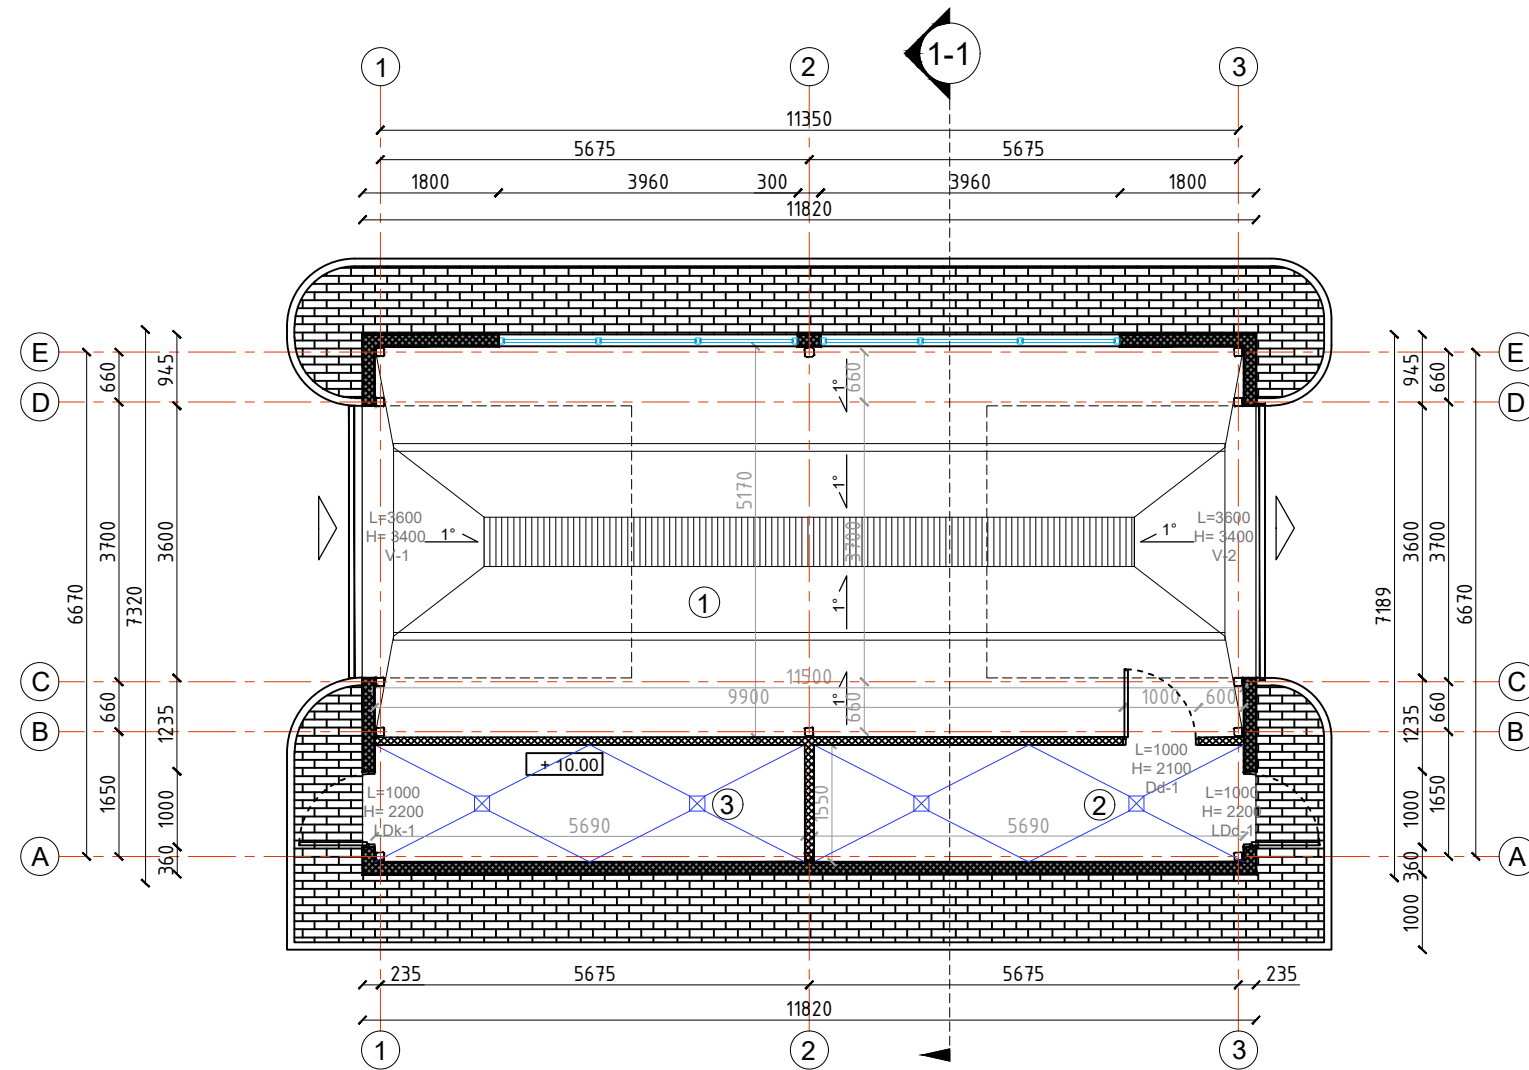 1-1
1
2
3
11350
5675
5675
1800
3960
300
3960
1800
11820
E
E
D
D
C
C
B
B
A
A
660
945
3700
3600
6670
7320
660
1235
1650
1000
360
945
660
3600
3700
7189
6670
1235
660
1000
1650
360
1000
1°
660
5170
1°
3700
L=3600
H= 3400
V-1
1°
1°
L=3600
H= 3400
V-2
1
1°
11500
9900
1°
660
1000
600
+ 10.00
L=1000
H= 2100
Dd-1
L=1000
H= 2200
LDk-1
3
1550
2
L=1000
H= 2200
LDd-1
5690
5690
235
5675
5675
235
11820
1
2
3